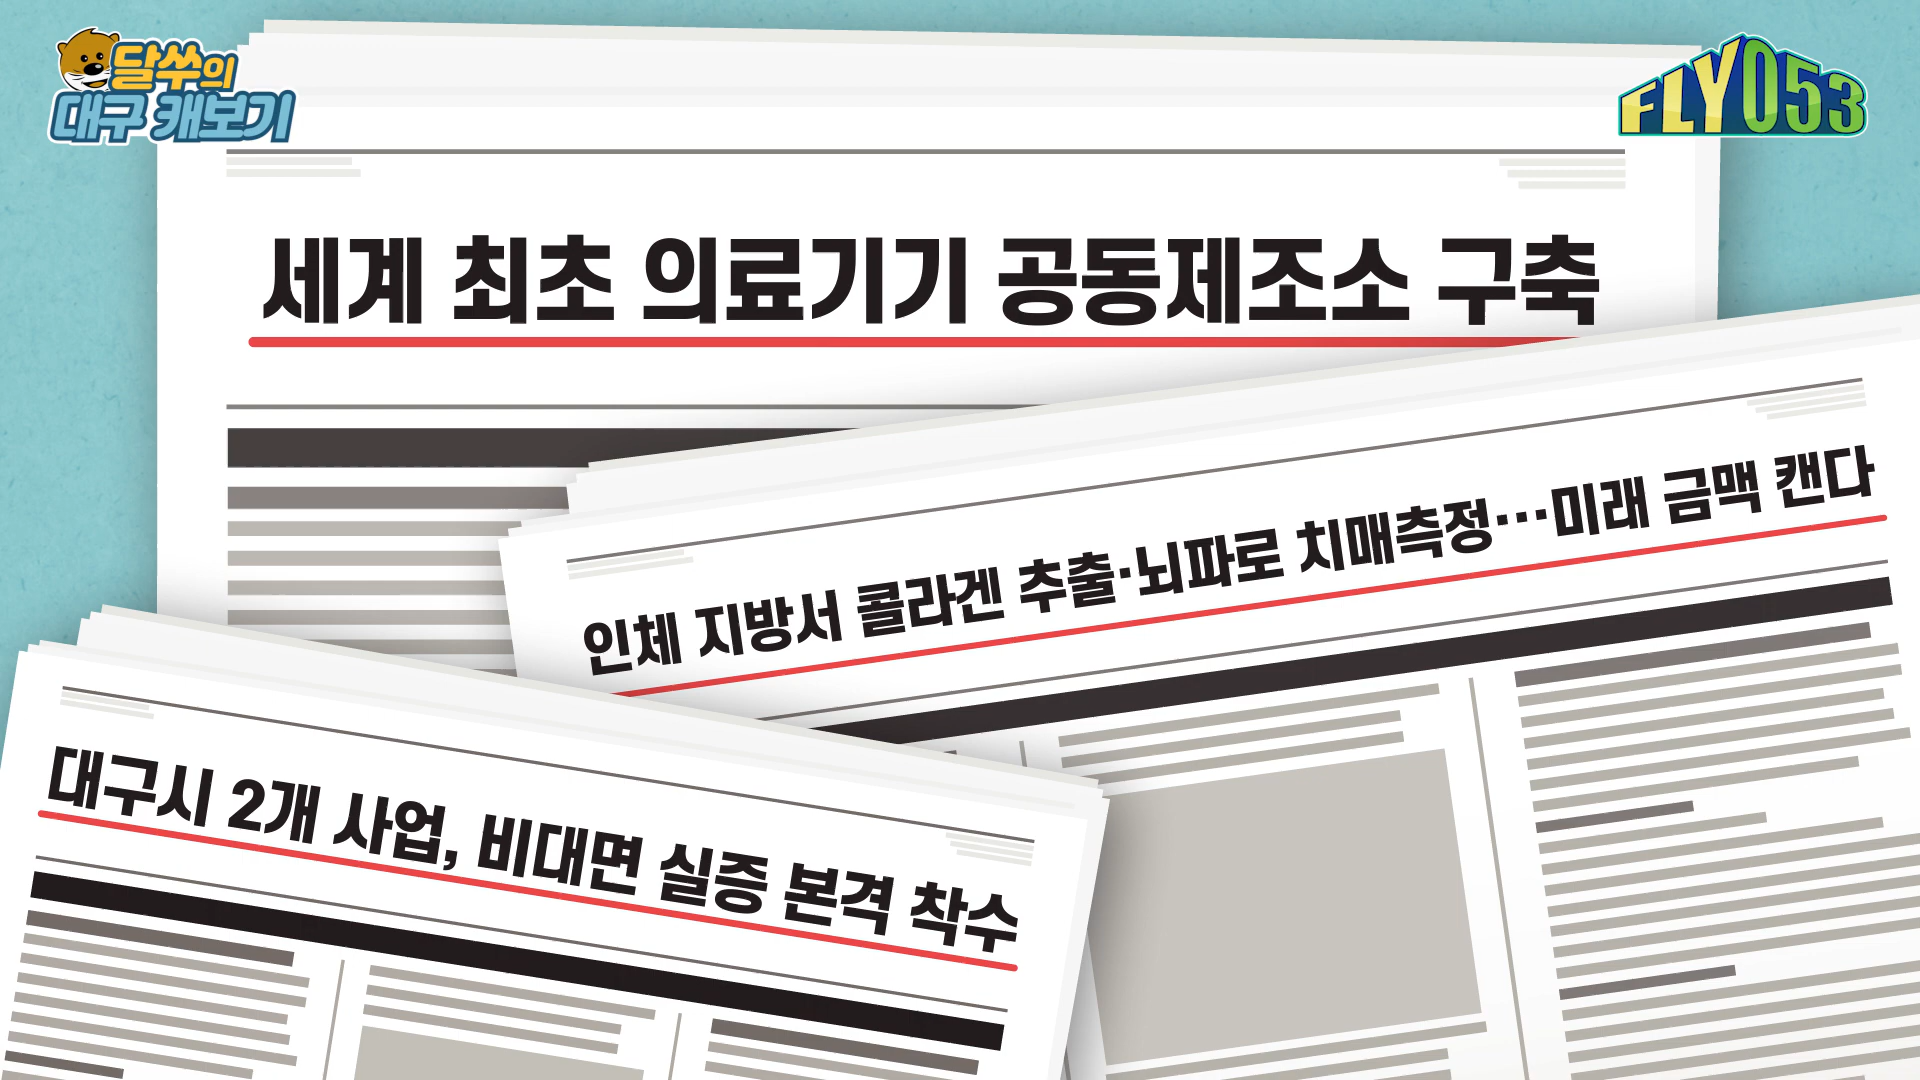 달쑤의
대구 캐보기
FLY053
세계 최초 의료기기 공동제조소 구축
인체 지방서 콜라겐 추출·뇌파로 치매측정…미래 금맥 캔다
대구시 2개 사업, 비대면 실증 본격 착수